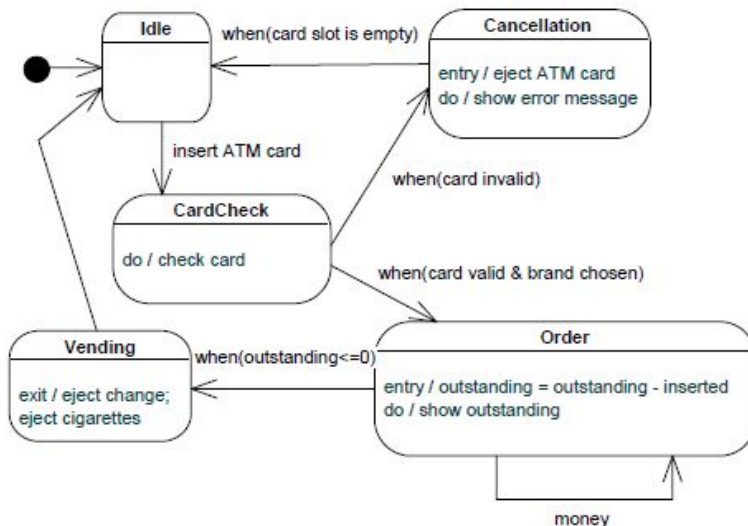 Idle
when(card slot is empty)
Cancellation
entry / eject ATM card
do / show error message
insert ATM card
when(card invalid)
CardCheck
do / check card
when(card valid & brand chosen)
Vending
exit / eject change;
eject cigarettes
when(outstanding<=0)
Order
entry / outstanding = outstanding - inserted
do / show outstanding
money